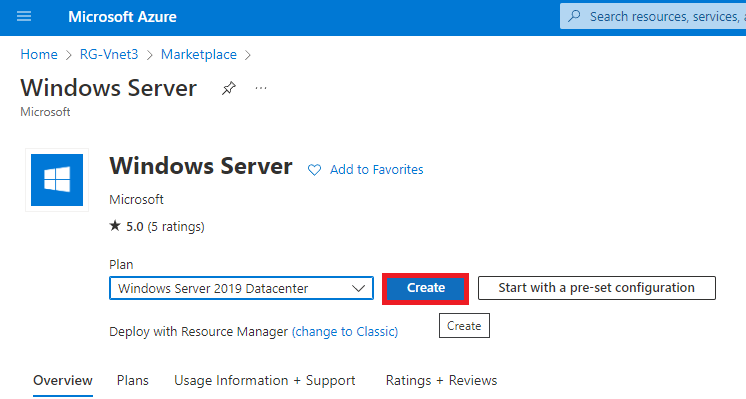 Microsoft Azure
Search resources, services, a
Home > RG-Vnet3 > Marketplace >
Windows Server
Microsoft
Windows Server
Add to Favorites
Microsoft
★ 5.0 (5 ratings)
Plan
Windows Server 2019 Datacenter
Create
Start with a pre-set configuration
Deploy with Resource Manager (change to Classic)
Create
Overview Plans Usage Information + Support Ratings + Reviews